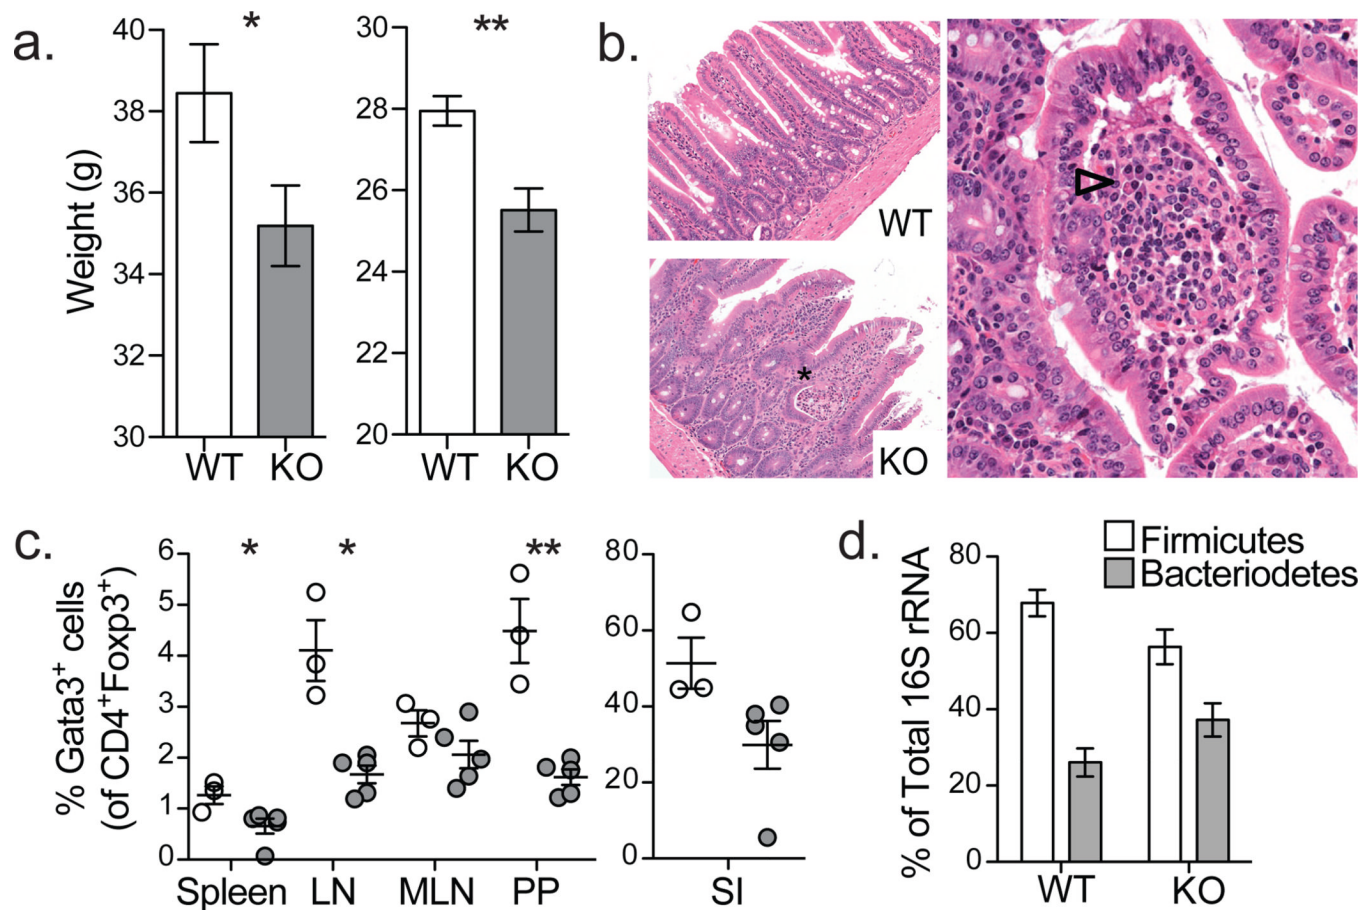 a.
*
**
Weight (g)
40
38
36
34
32
30
WT KO
30
28
26
24
22
20
WT KO
b.
WT
*
KO
c.
% Gata3⁺ cells
(of CD4⁺Foxp3⁺)
*
*
**
6
5
4
3
2
1
0
Spleen LN MLN PP
80
60
40
20
0
SI
d.
Firmicutes
Bacteriodetes
% of Total 16S rRNA
80
60
40
20
0
WT KO